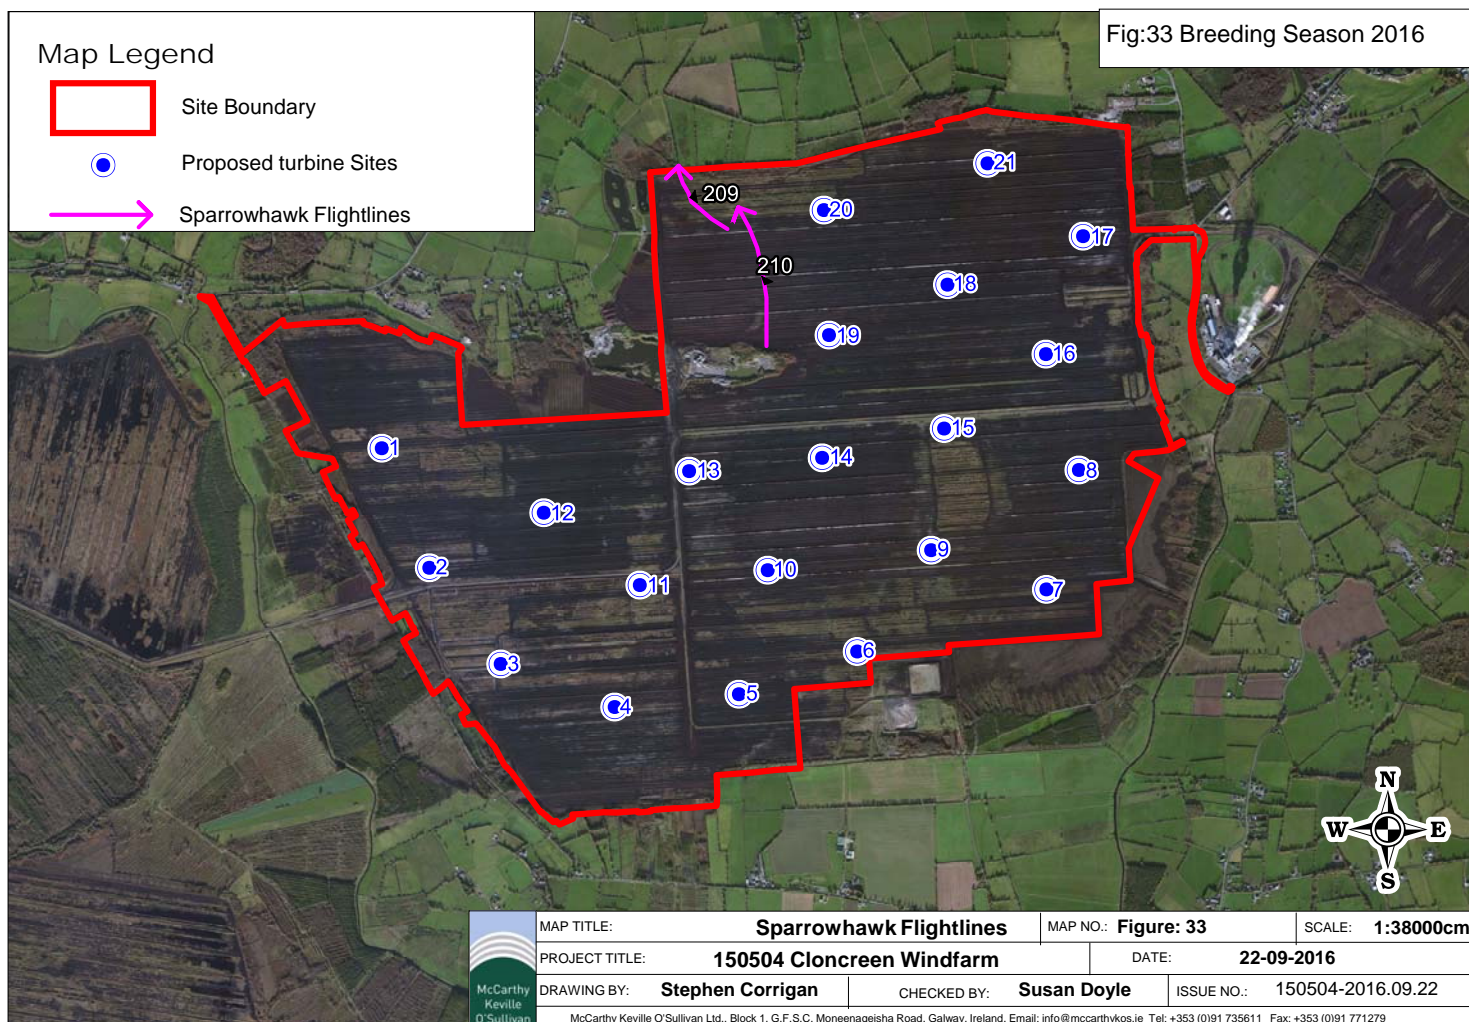 Fig:33 Breeding Season 2016
Map Legend
Site Boundary
Proposed turbine Sites
Sparrowhawk Flightlines
209
210
21
20
17
18
19
16
15
14
13
8
1
12
9
2
10
11
7
6
3
5
4
N
W E
S
MAP TITLE: Sparrowhawk Flightlines MAP NO.: Figure: 33 SCALE: 1:38000cm
PROJECT TITLE: 150504 Cloncreen Windfarm DATE: 22-09-2016
DRAWING BY: Stephen Corrigan CHECKED BY: Susan Doyle ISSUE NO.: 150504-2016.09.22
McCarthy
Keville
O'Sullivan
McCarthy Keville O'Sullivan Ltd., Block 1, G.F.S.C, Moneenageisha Road, Galway, Ireland. Email: info@mccarthykos.ie Tel: +353 (0)91 735611 Fax: +353 (0)91 771279